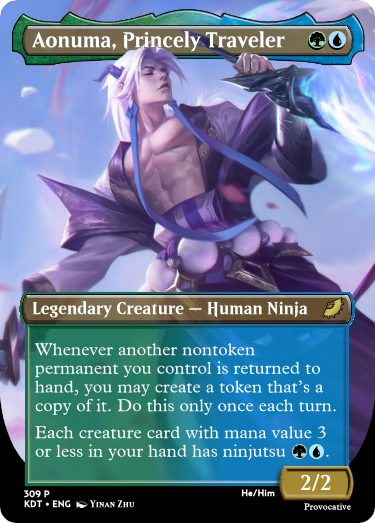 Aonuma, Princely Traveler
Legendary Creature — Human Ninja
Whenever another nontoken
permanent you control is returned to
hand, you may create a token that's a
copy of it. Do this only once each turn.
Each creature card with mana value 3
or less in your hand has ninjutsu.
2/2
309 P
He/Him
KDT • ENG Yinan Zhu
Provocative